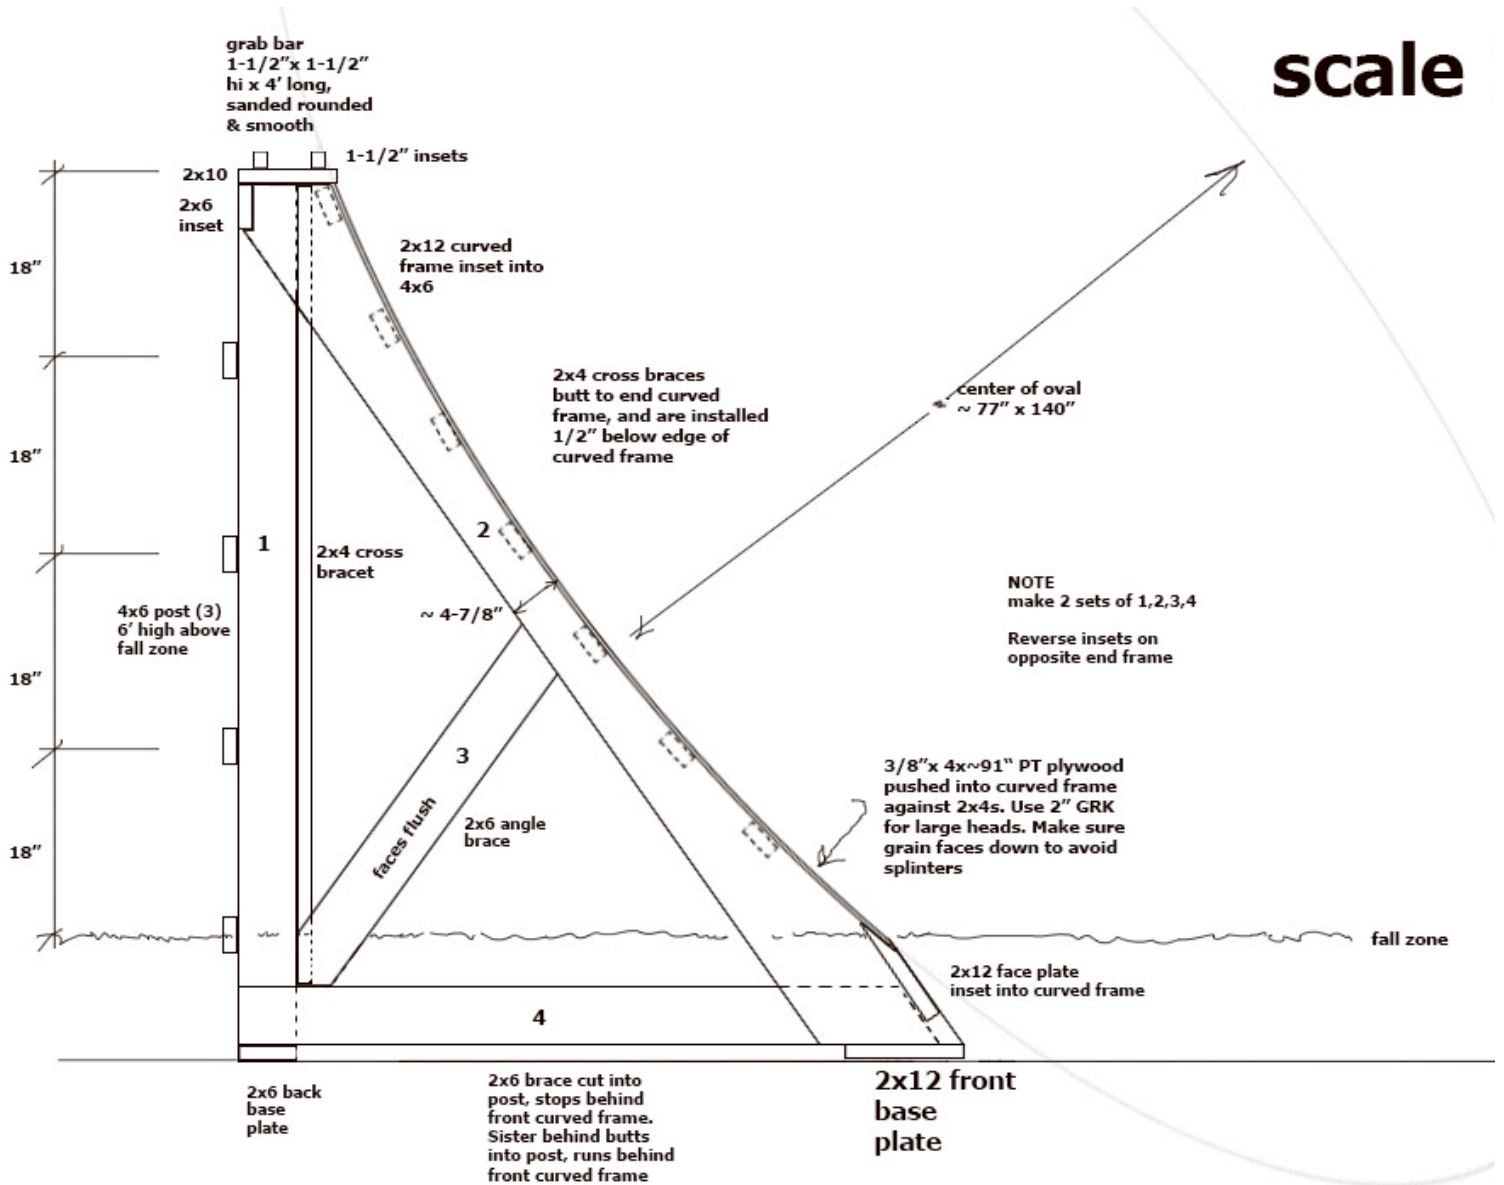 scale
grab bar
1-1/2"x 1-1/2"
hi x 4' long,
sanded rounded
& smooth
1-1/2" insets
2x10
2x6
inset
18"
2x12 curved
frame inset into
4x6
2x4 cross braces
butt to end curved
frame, and are installed
1/2" below edge of
curved frame
center of oval
~ 77" x 140"
18"
1
2
2x4 cross
bracet
4x6 post (3)
6' high above
fall zone
~ 4-7/8"
NOTE
make 2 sets of 1,2,3,4
Reverse insets on
opposite end frame
18"
3
faces flush
2x6 angle
brace
3/8"x 4x~91" PT plywood
pushed into curved frame
against 2x4s. Use 2" GRK
for large heads. Make sure
grain faces down to avoid
splinters
18"
fall zone
2x12 face plate
inset into curved frame
4
2x6 back
base
plate
2x6 brace cut into
post, stops behind
front curved frame.
Sister behind butts
into post, runs behind
front curved frame
2x12 front
base
plate